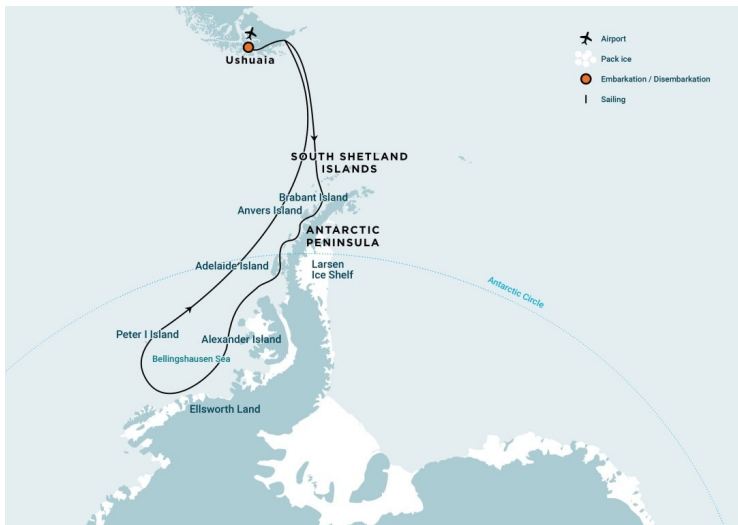 Ushuaia
Airport
Pack ice
Embarkation / Disembarkation
Sailing
SOUTH SHETLAND
ISLANDS
Brabant Island
Anvers Island
ANTARCTIC
PENINSULA
Adelaide Island
Larsen
Ice Shelf
Antarctic Circle
Peter I Island
Alexander Island
Bellingshausen Sea
Ellsworth Land